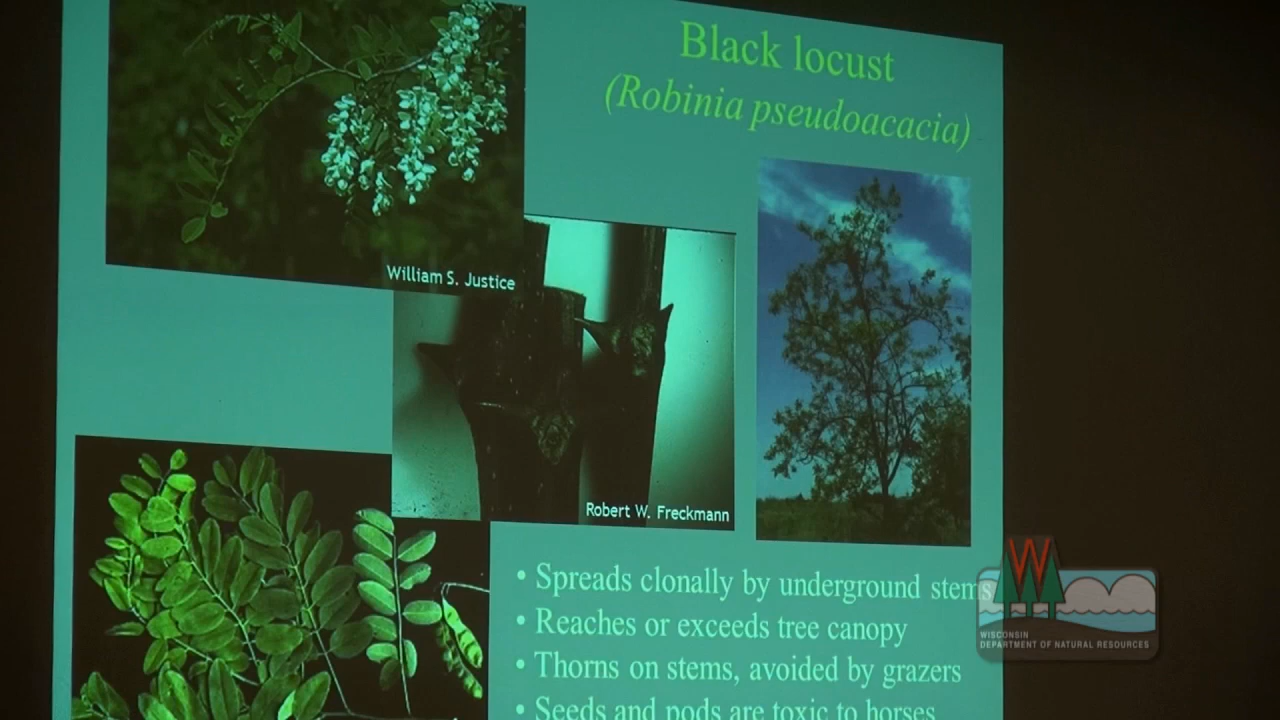 Black locust
(Robinia pseudoacacia)
William S. Justice
Robert W. Freckmann
• Spreads clonally by underground stems
• Reaches or exceeds tree canopy
• Thorns on stems, avoided by grazers
• Seeds and pods are toxic to horses
WISCONSIN
DEPARTMENT OF NATURAL RESOURCES